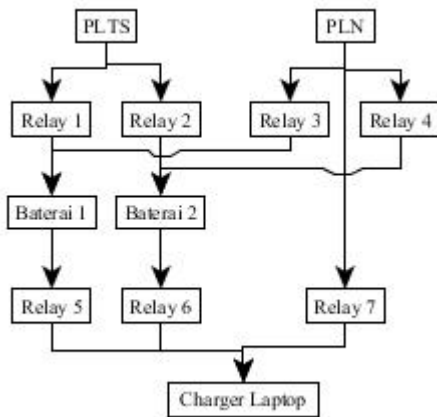 PLTS
PLN
Relay 1
Relay 2
Relay 3
Relay 4
Baterai 1
Baterai 2
Relay 5
Relay 6
Relay 7
Charger Laptop